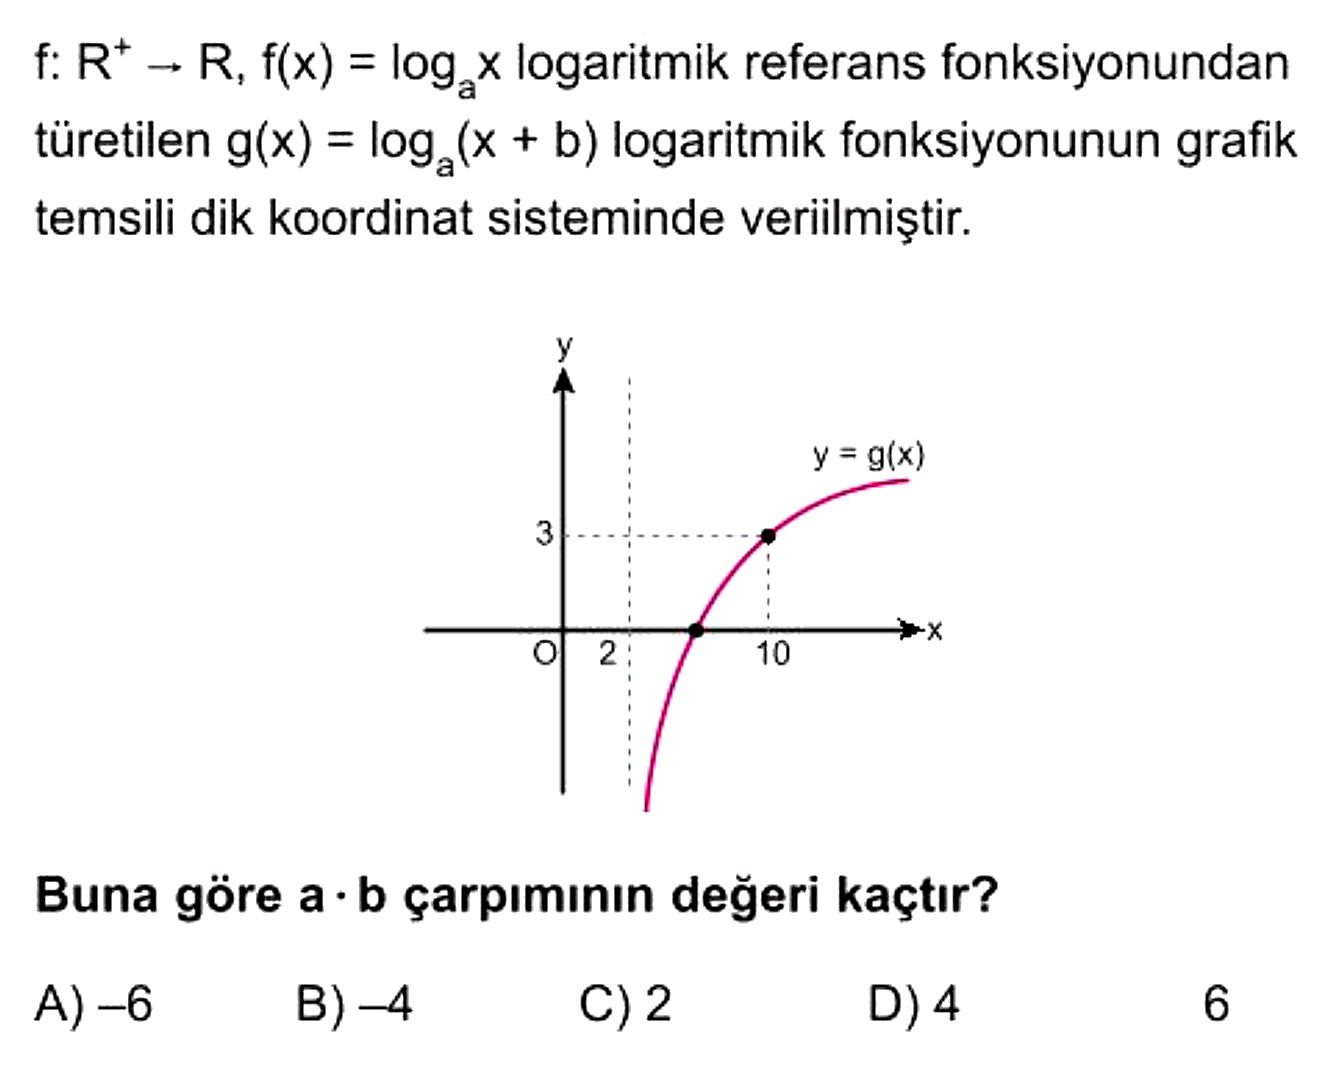 f: R⁺ → R, f(x) = logₐx logaritmik referans fonksiyonundan
türetilen g(x) = logₐ(x + b) logaritmik fonksiyonunun grafik
temsili dik koordinat sisteminde veriilmiştir.
y
y = g(x)
3
x
O 2 10
Buna göre a · b çarpımının değeri kaçtır?
A) –6 B) –4 C) 2 D) 4 6